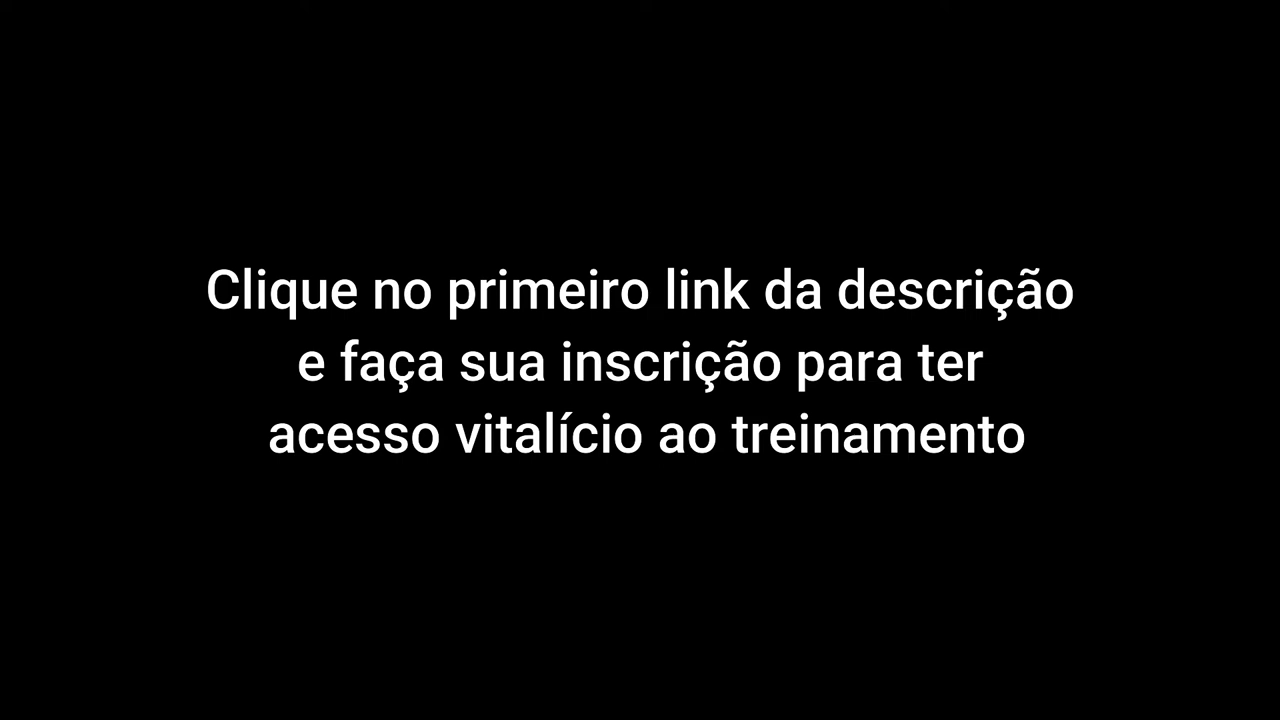 Clique no primeiro link da descrição
e faça sua inscrição para ter
acesso vitalício ao treinamento